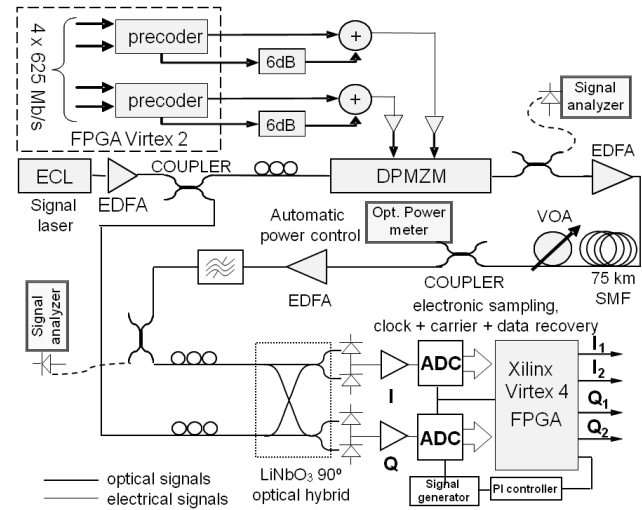 4 x 625 Mb/s
precoder
6dB
+
precoder
6dB
+
FPGA Virtex 2
Signal
analyzer
ECL
Signal
laser
EDFA
COUPLER
DPMZM
EDFA
Automatic
power control
Opt. Power
meter
VOA
75 km
SMF
EDFA
COUPLER
Signal
analyzer
electronic sampling,
clock + carrier + data recovery
I
ADC
Q
ADC
Xilinx
Virtex 4
FPGA
I1
I2
Q1
Q2
LiNbO3 90º
optical hybrid
Signal
generator
PI controller
optical signals
electrical signals